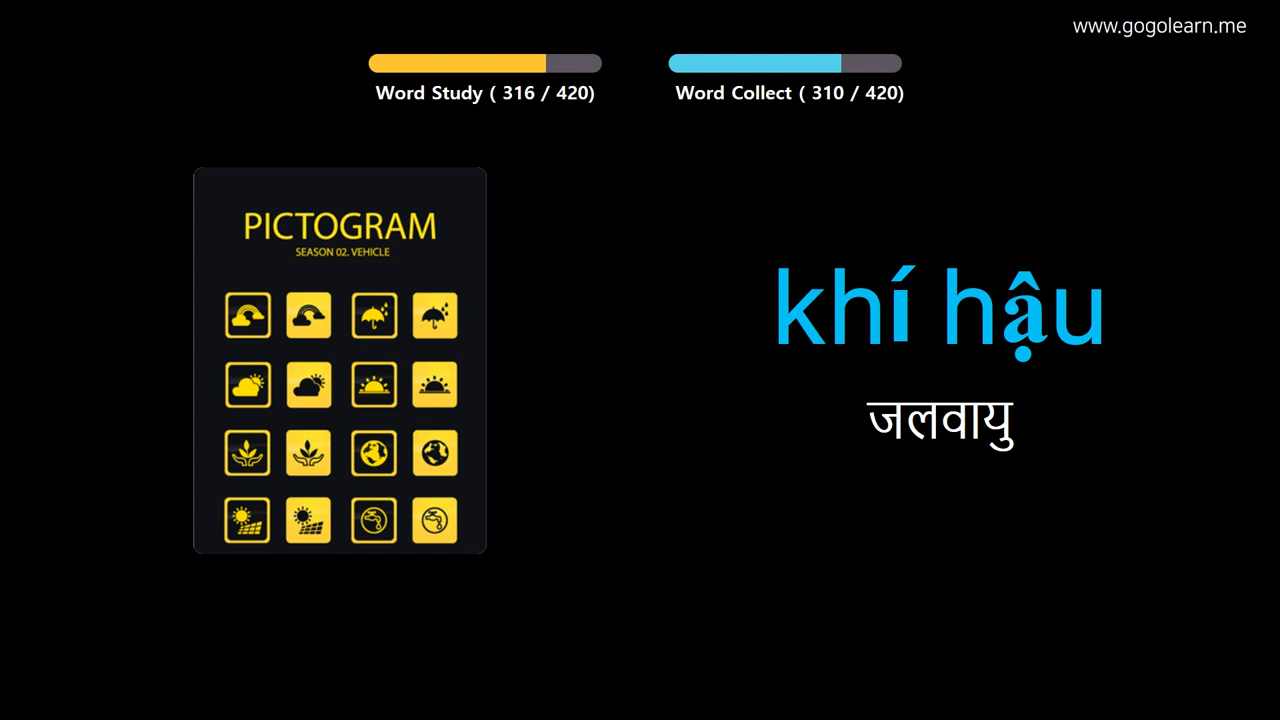 www.gogolearn.me
Word Study ( 316 / 420)
Word Collect ( 310 / 420)
PICTOGRAM
SEASON 02. VEHICLE
khí hậu
जलवायु